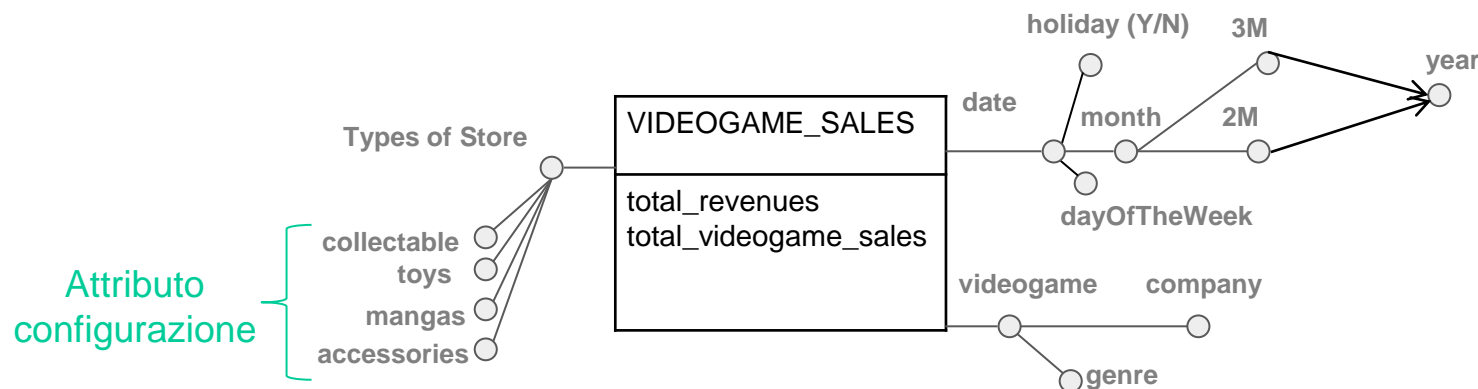 holiday (Y/N)
3M
year
date
month
2M
dayOfTheWeek
VIDEOGAME_SALES
total_revenues
total_videogame_sales
Types of Store
collectable
toys
mangas
accessories
Attributo
configurazione
videogame
company
genre